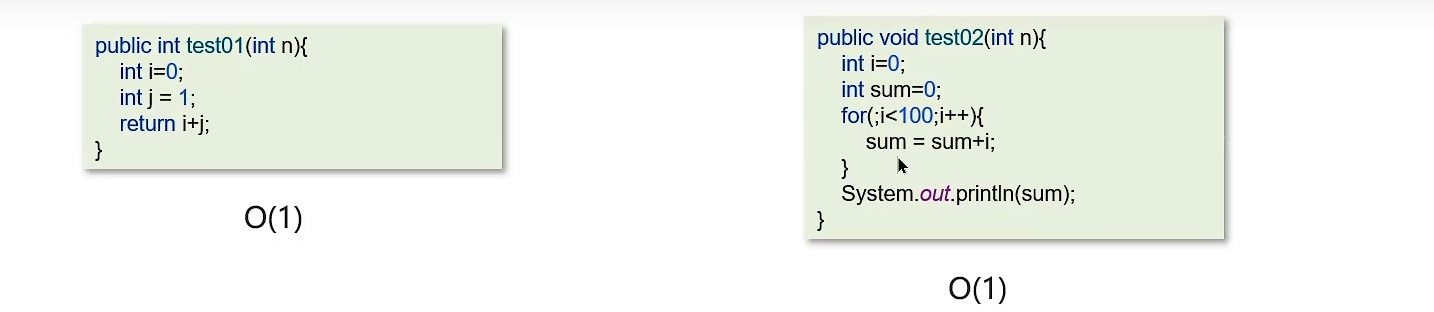 public int test01(int n){
int i=0;
int j = 1;
return i+j;
}
O(1)
public void test02(int n){
int i=0;
int sum=0;
for(;i<100;i++){
sum = sum+i;
}
System.out.println(sum);
}
O(1)